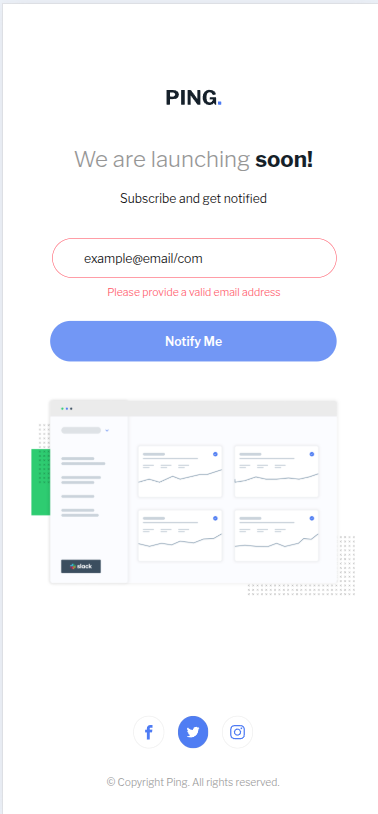 PING.
We are launching soon!
Subscribe and get notified
example@email/com
Please provide a valid email address
Notify Me
slack
© Copyright Ping. All rights reserved.